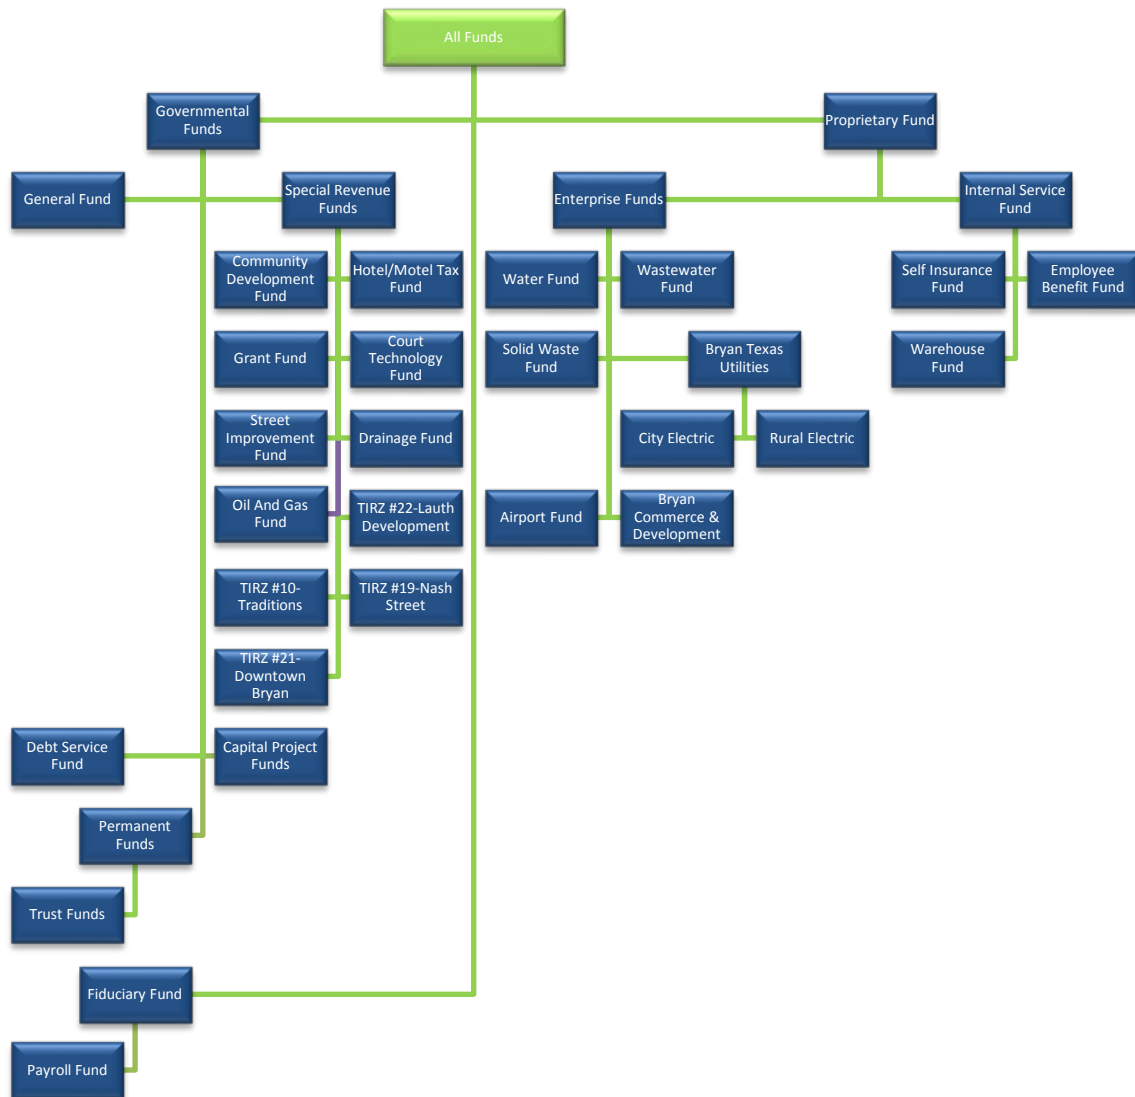 All Funds
Governmental
Funds
Proprietary Fund
General Fund
Special Revenue
Funds
Enterprise Funds
Internal Service
Fund
Community
Development
Fund
Hotel/Motel Tax
Fund
Water Fund
Wastewater
Fund
Self Insurance
Fund
Employee
Benefit Fund
Grant Fund
Court
Technology
Fund
Solid Waste
Fund
Bryan Texas
Utilities
Warehouse
Fund
Street
Improvement
Fund
Drainage Fund
City Electric
Rural Electric
Oil And Gas
Fund
TIRZ #22-Lauth
Development
Airport Fund
Bryan
Commerce &
Development
TIRZ #10-
Traditions
TIRZ #19-Nash
Street
TIRZ #21-
Downtown
Bryan
Debt Service
Fund
Capital Project
Funds
Permanent
Funds
Trust Funds
Fiduciary Fund
Payroll Fund